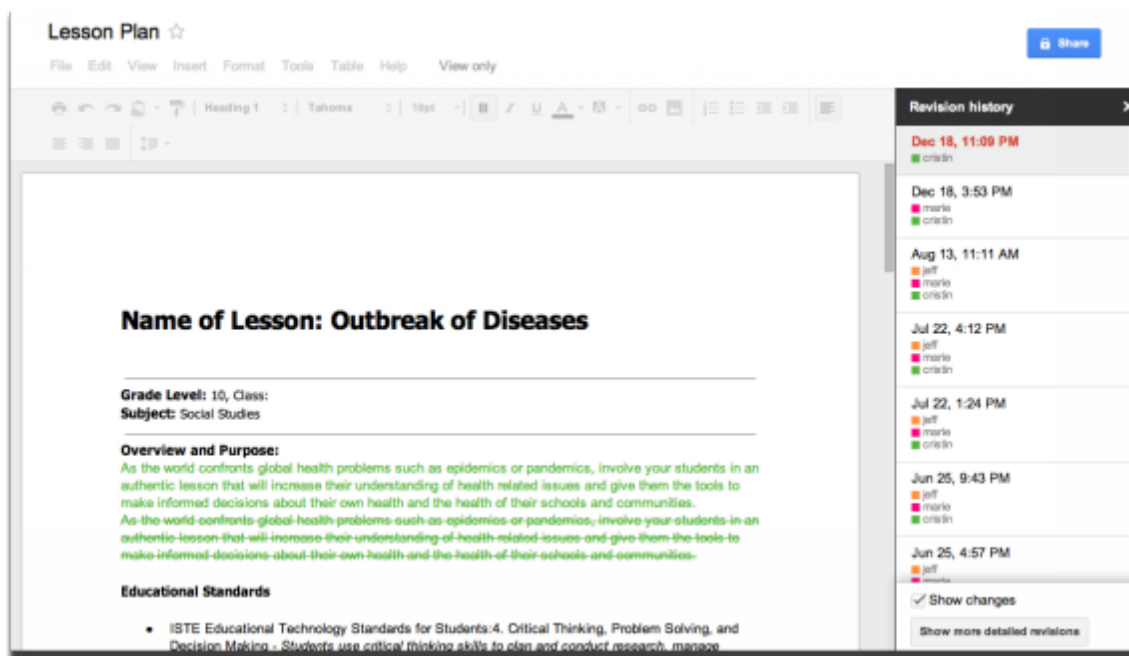 Lesson Plan
Share
File Edit View Insert Format Tools Table Help View only
Heading 1 Tahoma 18pt B I U A
Revision history
Dec 18, 11:09 PM
cristin
Dec 18, 3:53 PM
marie
cristin
Aug 13, 11:11 AM
jeff
marie
cristin
Jul 22, 4:12 PM
jeff
marie
cristin
Jul 22, 1:24 PM
jeff
marie
cristin
Jun 25, 9:43 PM
jeff
marie
cristin
Jun 25, 4:57 PM
jeff
marie
Show changes
Show more detailed revisions
Name of Lesson: Outbreak of Diseases
Grade Level: 10, Class:
Subject: Social Studies
Overview and Purpose:
As the world confronts global health problems such as epidemics or pandemics, involve your students in an
authentic lesson that will increase their understanding of health related issues and give them the tools to
make informed decisions about their own health and the health of their schools and communities.
As the world confronts global health problems such as epidemics or pandemics, involve your students in an
authentic lesson that will increase their understanding of health related issues and give them the tools to
make informed decisions about their own health and the health of their schools and communities.
Educational Standards
• ISTE Educational Technology Standards for Students:4. Critical Thinking, Problem Solving, and
Decision Making - Students use critical thinking skills to plan and conduct research, manage